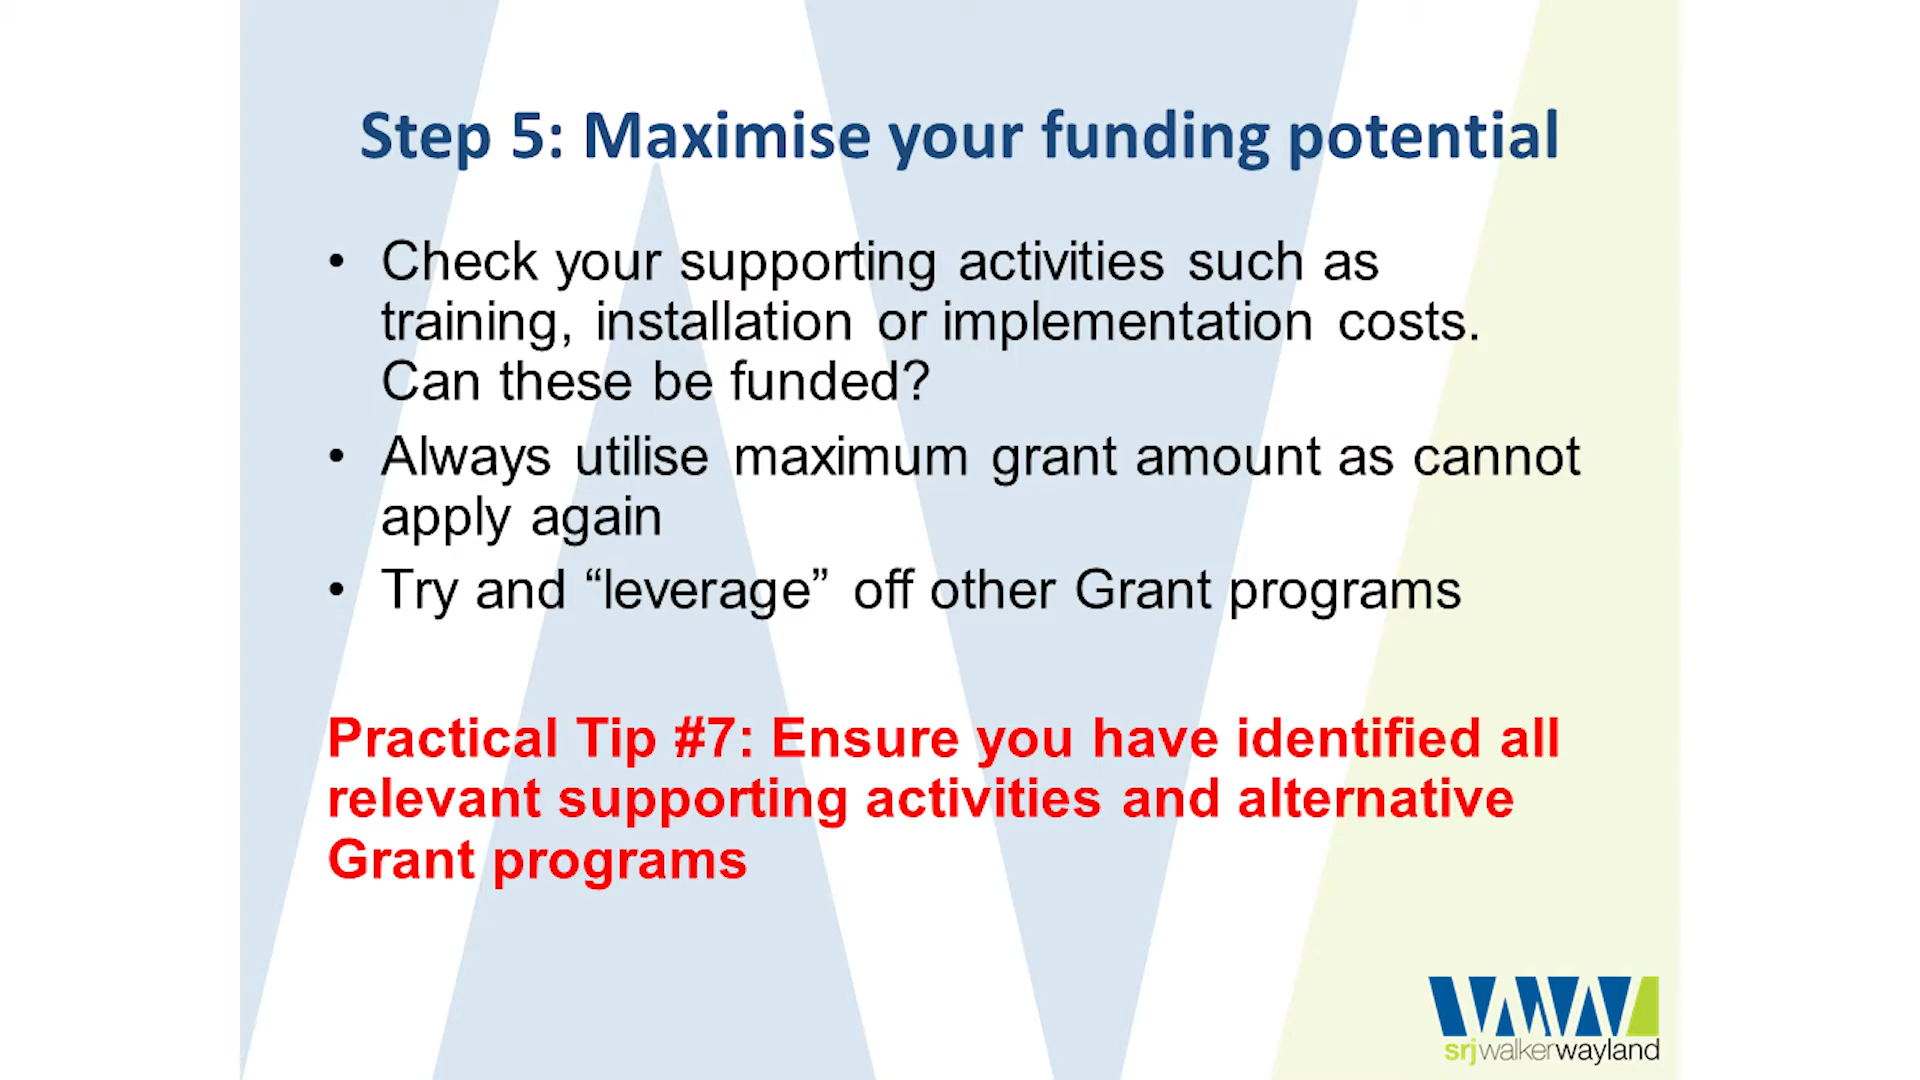 Step 5: Maximise your funding potential
• Check your supporting activities such as
training, installation or implementation costs.
Can these be funded?
• Always utilise maximum grant amount as cannot
apply again
• Try and “leverage” off other Grant programs
Practical Tip #7: Ensure you have identified all
relevant supporting activities and alternative
Grant programs
srjwalkerwayland